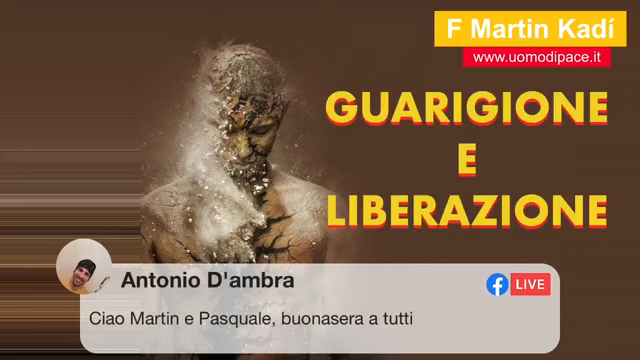 F Martin Kadí
www.uomodipace.it
GUARIGIONE
E
LIBERAZIONE
Antonio D'ambra
LIVE
Ciao Martin e Pasquale, buonasera a tutti